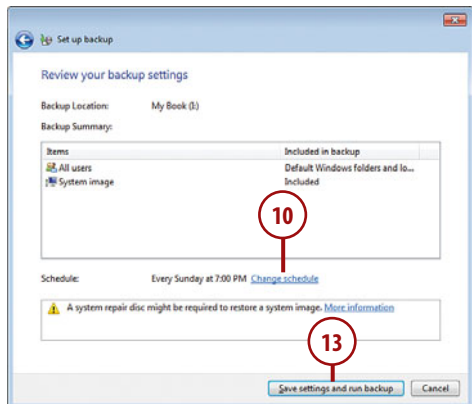 Set up backup
Review your backup settings
Backup Location: My Book (I:)
Backup Summary:
Items Included in backup
All users Default Windows folders and lo...
System image Included
10
Schedule: Every Sunday at 7:00 PM Change schedule
A system repair disc might be required to restore a system image. More information
13
Save settings and run backup Cancel